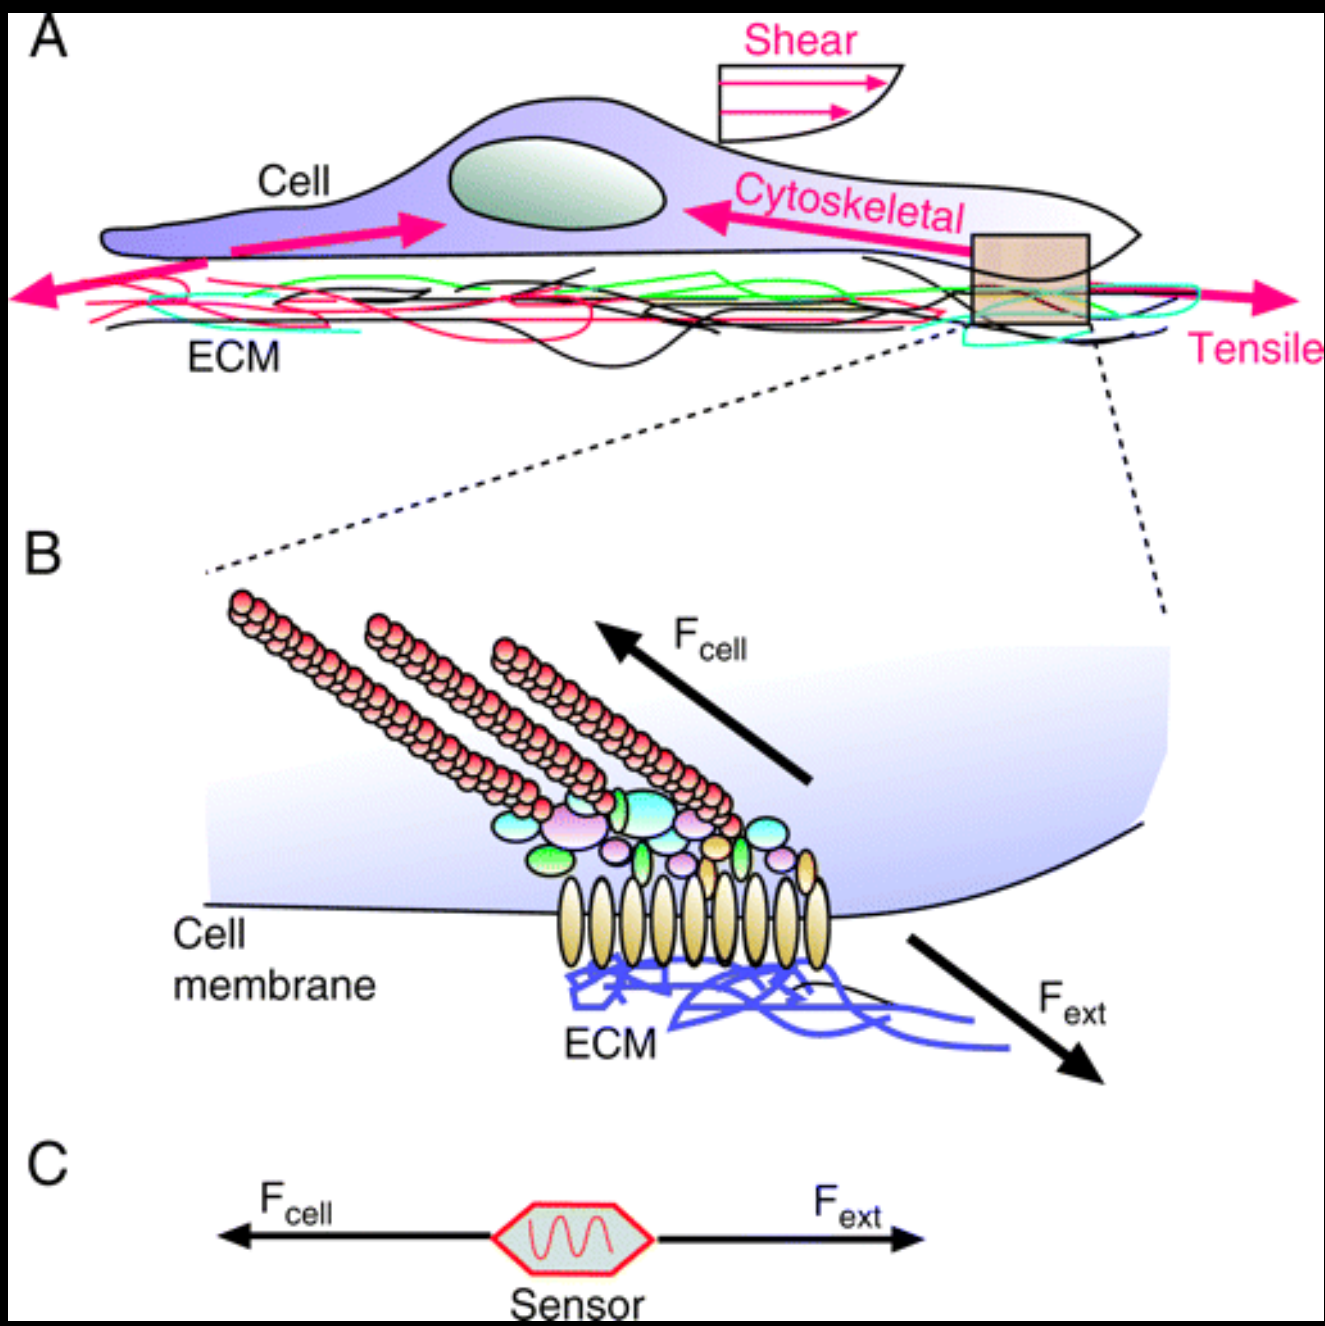 A
Shear
Cell
Cytoskeletal
ECM
Tensile
B
Fcell
Cell
membrane
Fext
ECM
C
Fcell
Fext
Sensor